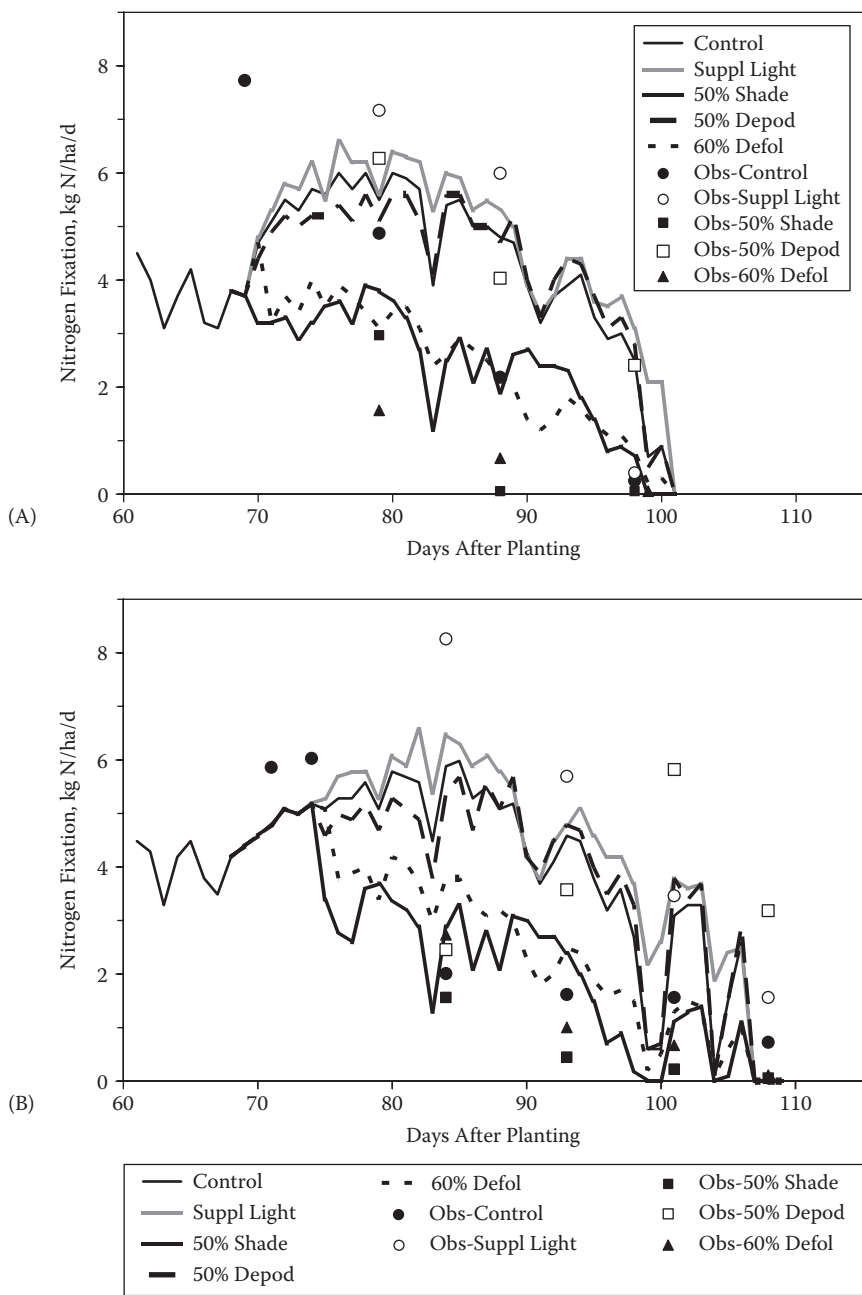 8
6
4
2
0
Nitrogen Fixation, kg N/ha/d
Control
Suppl Light
50% Shade
50% Depod
60% Defol
Obs-Control
Obs-Suppl Light
Obs-50% Shade
Obs-50% Depod
Obs-60% Defol
(A)
60 70 80 90 100 110
Days After Planting
8
6
4
2
0
Nitrogen Fixation, kg N/ha/d
(B)
60 70 80 90 100 110
Days After Planting
Control
Suppl Light
50% Shade
50% Depod
60% Defol
Obs-Control
Obs-Suppl Light
Obs-50% Shade
Obs-50% Depod
Obs-60% Defol